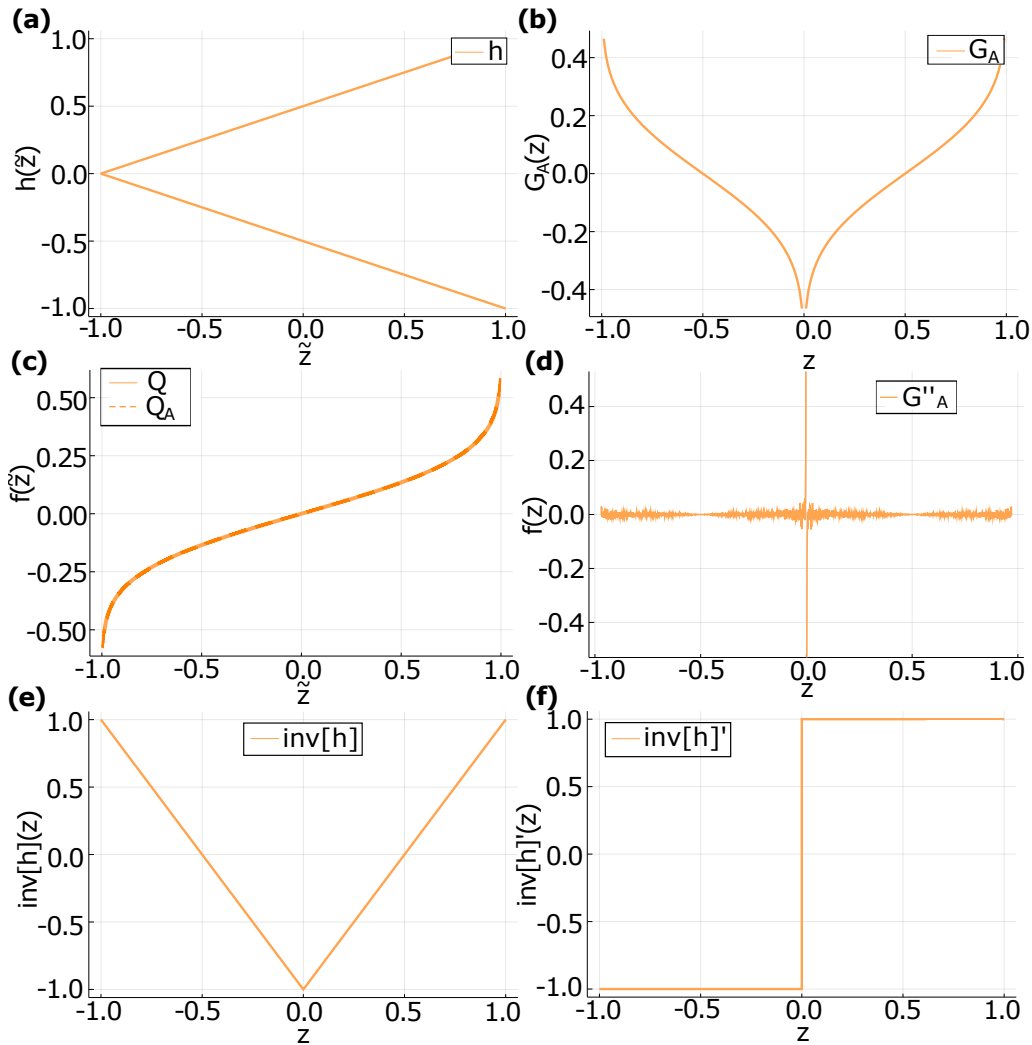 (a)
1.0
0.5
0.0
-0.5
-1.0
h(z̃)
h
-1.0 -0.5 0.0 0.5 1.0
z̃
(b)
0.4
0.2
0.0
-0.2
-0.4
G_A(z)
G_A
-1.0 -0.5 0.0 0.5 1.0
z
(c)
0.50
0.25
0.00
-0.25
-0.50
f(z̃)
Q
Q_A
-1.0 -0.5 0.0 0.5 1.0
z̃
(d)
0.4
0.2
0.0
-0.2
-0.4
f(z)
G''_A
-1.0 -0.5 0.0 0.5 1.0
z
(e)
1.0
0.5
0.0
-0.5
-1.0
inv[h](z)
inv[h]
-1.0 -0.5 0.0 0.5 1.0
z
(f)
1.0
0.5
0.0
-0.5
-1.0
inv[h]'(z)
inv[h]'
-1.0 -0.5 0.0 0.5 1.0
z